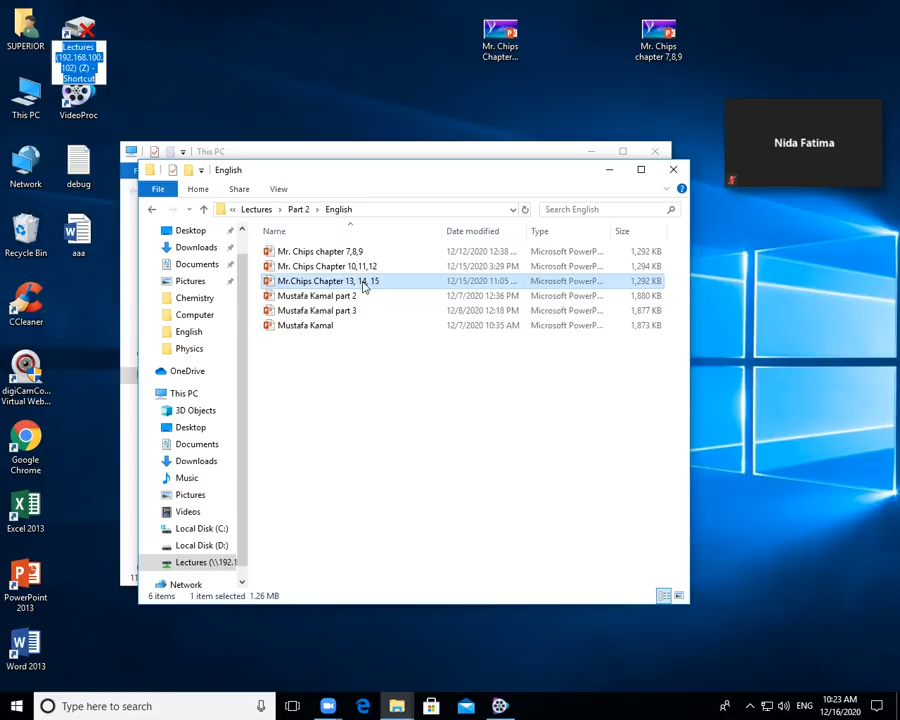 SUPERIOR
Lectures
(192.168.100.
102) (Z) -
Shortcut
This PC
VideoProc
Network
debug
Recycle Bin
aaa
CCleaner
digiCamCo...
Virtual Web...
Google
Chrome
Excel 2013
PowerPoint
2013
Word 2013
Mr. Chips
Chapter...
Mr. Chips
chapter 7,8,9
Nida Fatima
This PC
English
File
Home
Share
View
Lectures
Part 2
English
Search English
Name
Date modified
Type
Size
Mr. Chips chapter 7,8,9 12/12/2020 12:38 ... Microsoft PowerP... 1,292 KB
Mr. Chips Chapter 10,11,12 12/15/2020 3:29 PM Microsoft PowerP... 1,294 KB
Mr.Chips Chapter 13, 14, 15 12/15/2020 11:05 ... Microsoft PowerP... 1,292 KB
Mustafa Kamal part 2 12/7/2020 12:36 PM Microsoft PowerP... 1,880 KB
Mustafa Kamal part 3 12/8/2020 12:18 PM Microsoft PowerP... 1,877 KB
Mustafa Kamal 12/7/2020 10:35 AM Microsoft PowerP... 1,873 KB
Desktop
Downloads
Documents
Pictures
Chemistry
Computer
English
Physics
OneDrive
This PC
3D Objects
Desktop
Documents
Downloads
Music
Pictures
Videos
Local Disk (C:)
Local Disk (D:)
Lectures (\\192.1
Network
6 items
1 item selected 1.26 MB
Type here to search
ENG
10:23 AM
12/16/2020